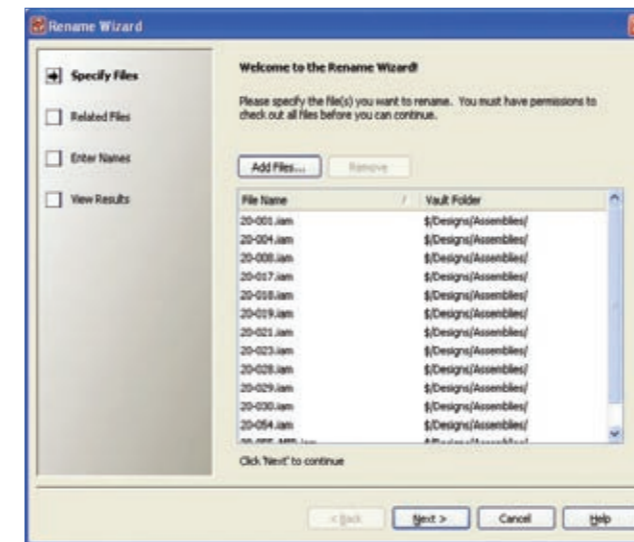 Rename Wizard
Specify Files
Related Files
Enter Names
View Results
Welcome to the Rename Wizard!
Please specify the file(s) you want to rename. You must have permissions to
check out all files before you can continue.
Add Files...
Remove
File Name / Vault Folder
20-001.iam $/Designs/Assemblies/
20-004.iam $/Designs/Assemblies/
20-008.iam $/Designs/Assemblies/
20-017.iam $/Designs/Assemblies/
20-018.iam $/Designs/Assemblies/
20-019.iam $/Designs/Assemblies/
20-021.iam $/Designs/Assemblies/
20-023.iam $/Designs/Assemblies/
20-028.iam $/Designs/Assemblies/
20-029.iam $/Designs/Assemblies/
20-030.iam $/Designs/Assemblies/
20-054.iam $/Designs/Assemblies/
Click 'Next' to continue
< Back
Next >
Cancel
Help